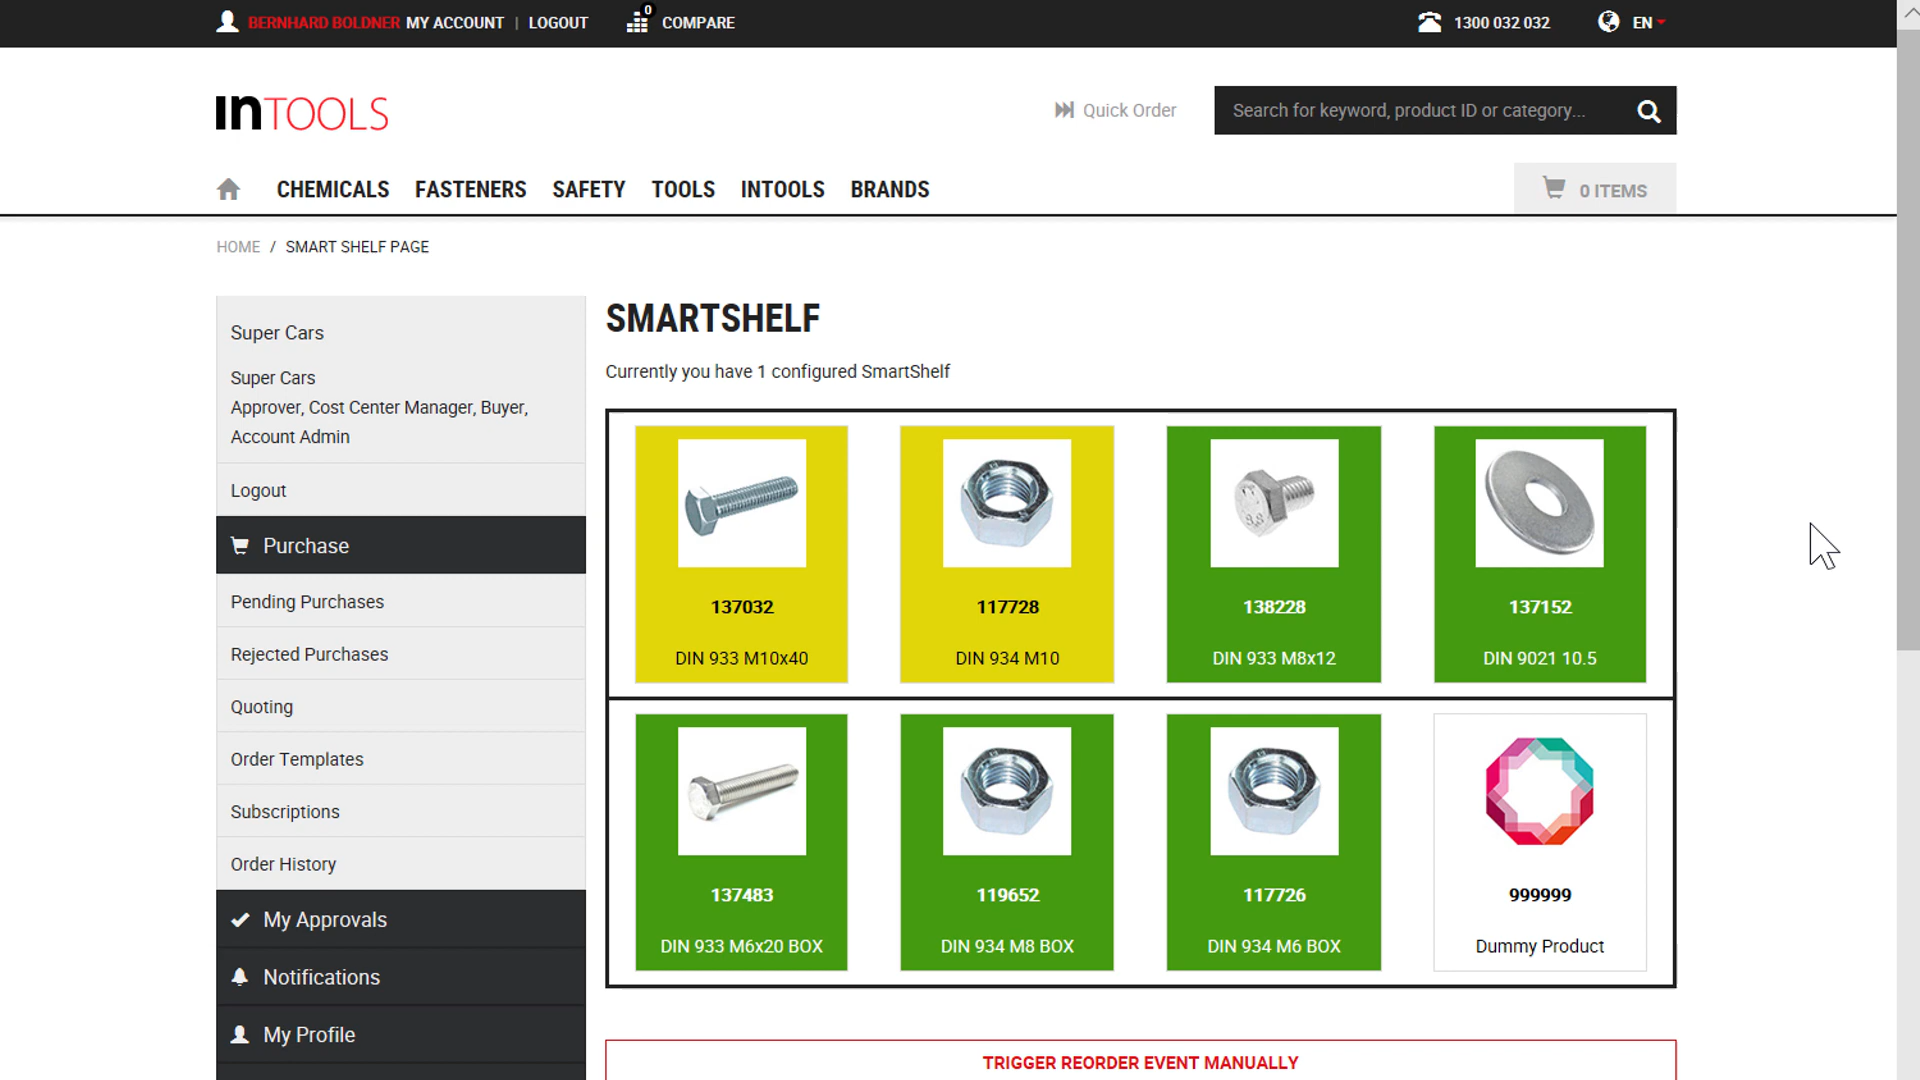 BERNHARD BOLDNER MY ACCOUNT | LOGOUT 0 COMPARE 1300 032 032 EN
INTOOLS
Quick Order
Search for keyword, product ID or category...
CHEMICALS FASTENERS SAFETY TOOLS INTOOLS BRANDS
0 ITEMS
HOME / SMART SHELF PAGE
Super Cars
Super Cars
Approver, Cost Center Manager, Buyer,
Account Admin
Logout
Purchase
Pending Purchases
Rejected Purchases
Quoting
Order Templates
Subscriptions
Order History
My Approvals
Notifications
My Profile
SMARTSHELF
Currently you have 1 configured SmartShelf
137032 117728 138228 137152
DIN 933 M10x40 DIN 934 M10 DIN 933 M8x12 DIN 9021 10.5
137483 119652 117726 999999
DIN 933 M6x20 BOX DIN 934 M8 BOX DIN 934 M6 BOX Dummy Product
TRIGGER REORDER EVENT MANUALLY